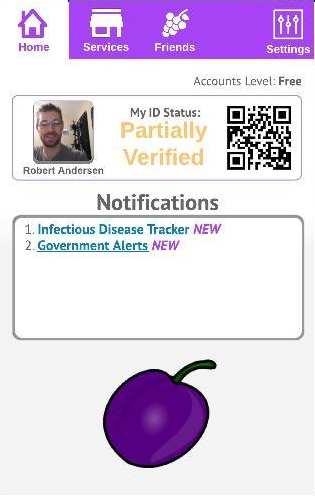 Home
Services
Friends
Settings
Accounts Level: Free
My ID Status:
Partially
Verified
Robert Andersen
Notifications
1. Infectious Disease Tracker NEW
2. Government Alerts NEW